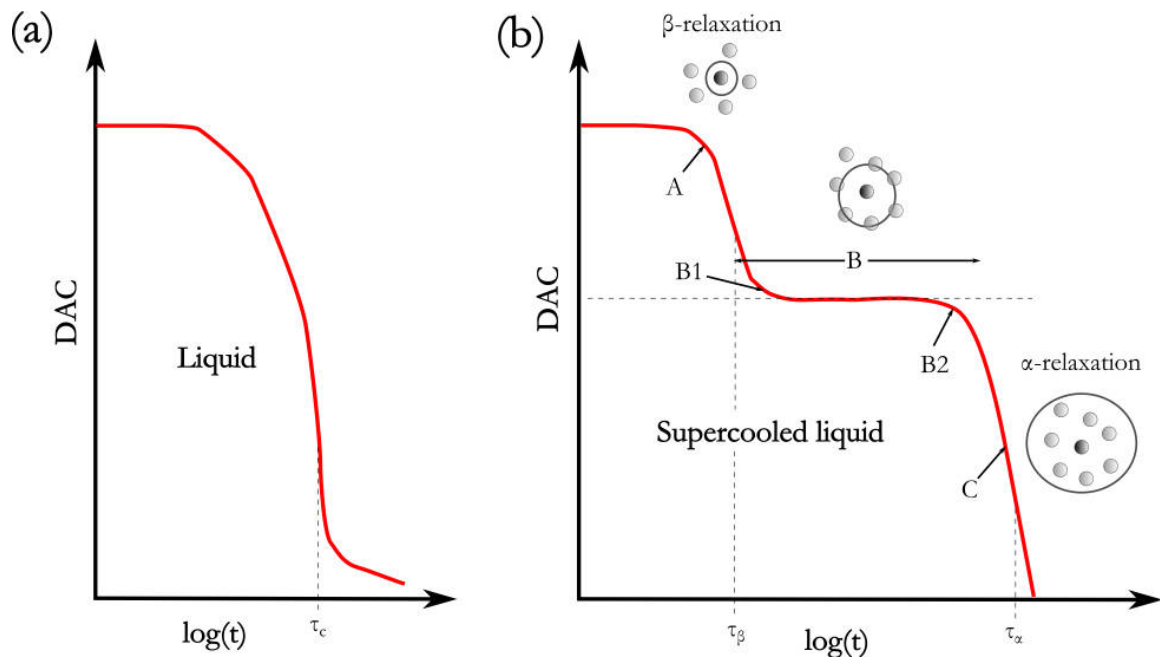 (a)
DAC
Liquid
log(t)
τc
(b)
β-relaxation
DAC
A
B
B1
B2
α-relaxation
Supercooled liquid
C
τβ
log(t)
τα